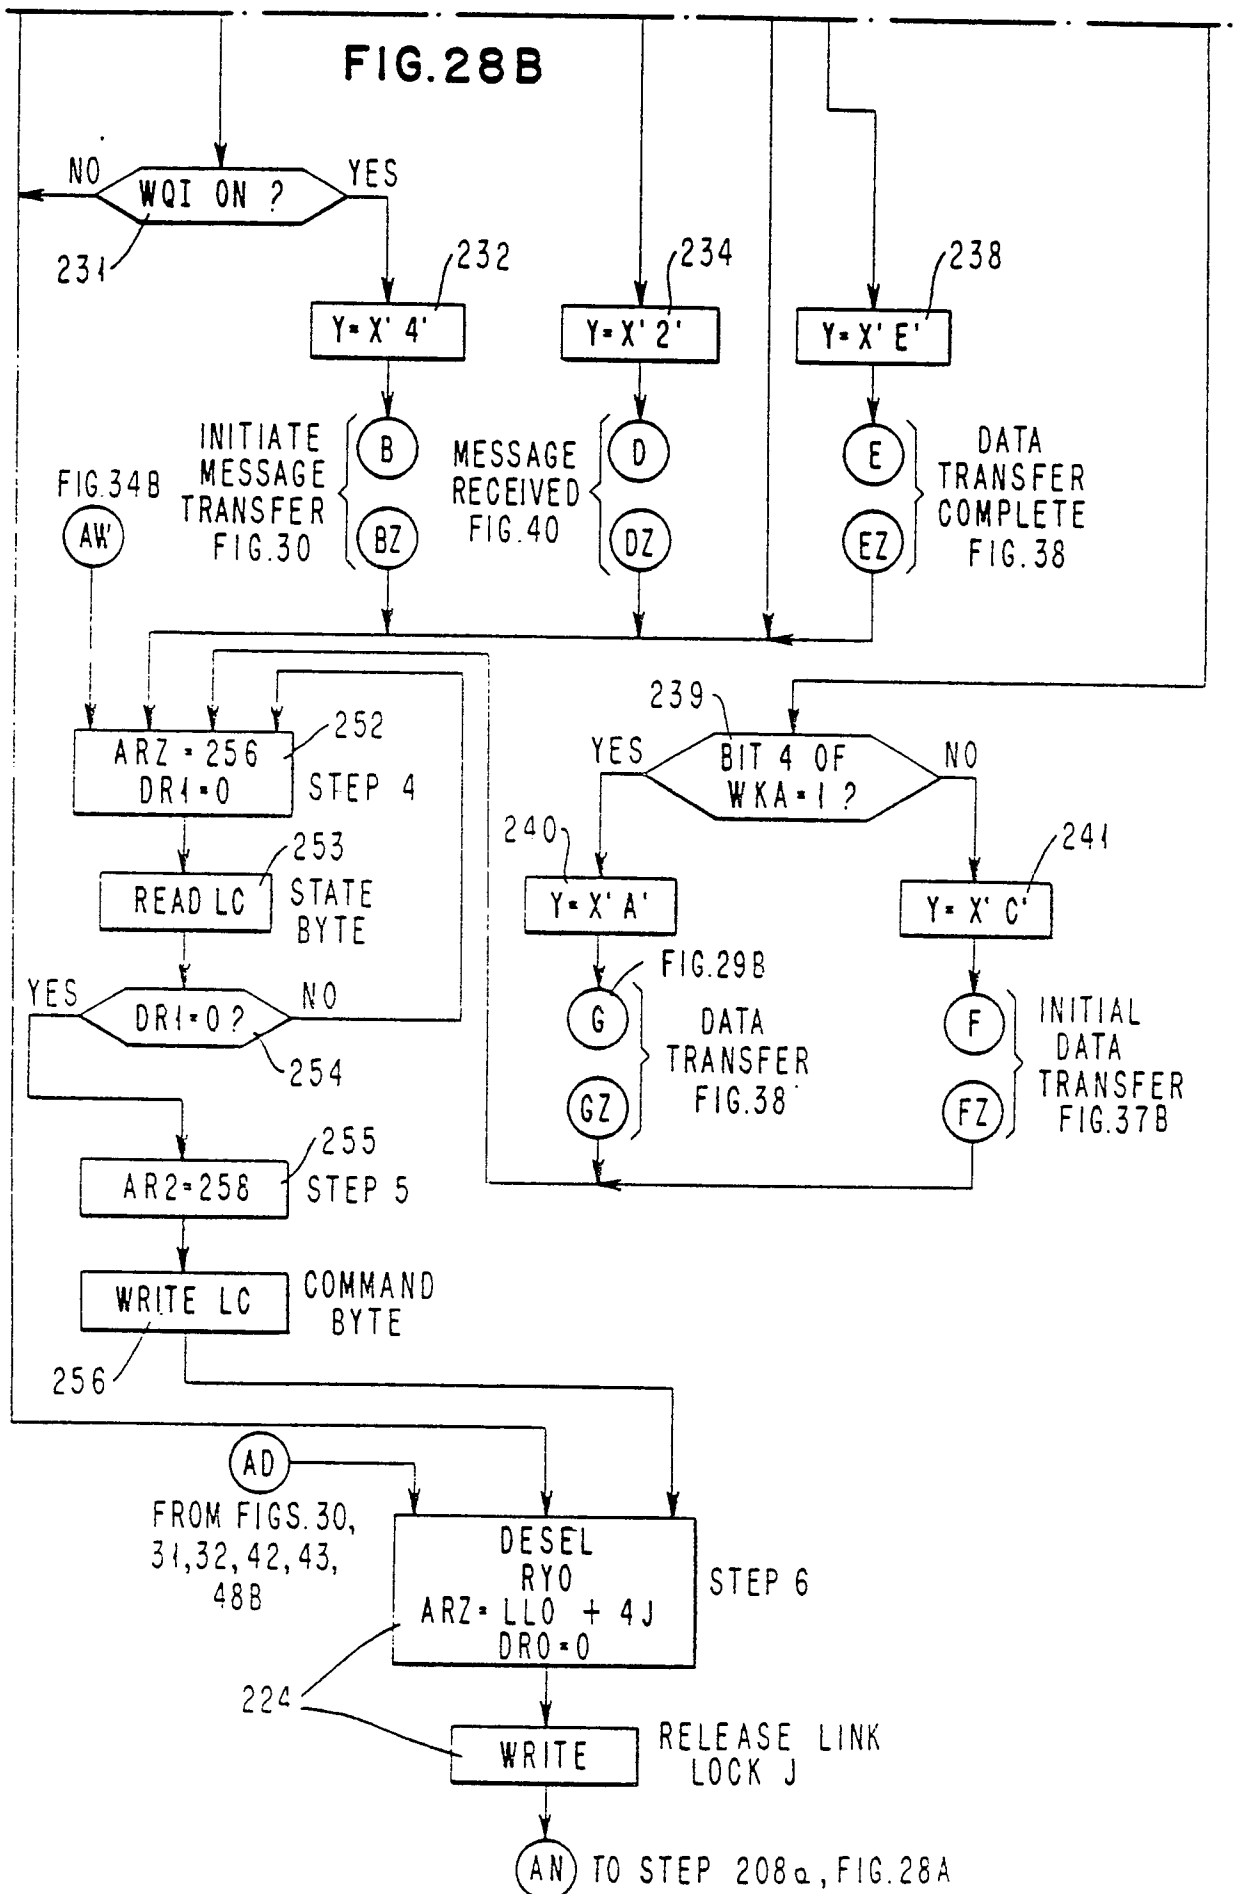 FIG.28B
NO
WQI ON ?
YES
231
232
234
238
Y=X'4'
Y=X'2'
Y=X'E'
INITIATE
MESSAGE
TRANSFER
FIG.30
B
BZ
MESSAGE
RECEIVED
FIG.40
D
DZ
E
EZ
DATA
TRANSFER
COMPLETE
FIG.38
FIG.34B
AW
252
ARZ=256
DR1=0
STEP 4
253
READ LC
STATE
BYTE
YES
DR1=0?
NO
254
239
YES
BIT 4 OF
WKA=1?
NO
240
241
Y=X'A'
Y=X'C'
FIG.29B
G
GZ
DATA
TRANSFER
FIG.38
F
FZ
INITIAL
DATA
TRANSFER
FIG.37B
255
AR2=258
STEP 5
WRITE LC
COMMAND
BYTE
256
AD
FROM FIGS.30,
31,32,42,43,
48B
DESEL
RYO
ARZ=LLO + 4J
DRO=0
STEP 6
224
WRITE
RELEASE LINK
LOCK J
AN TO STEP 208a, FIG.28A